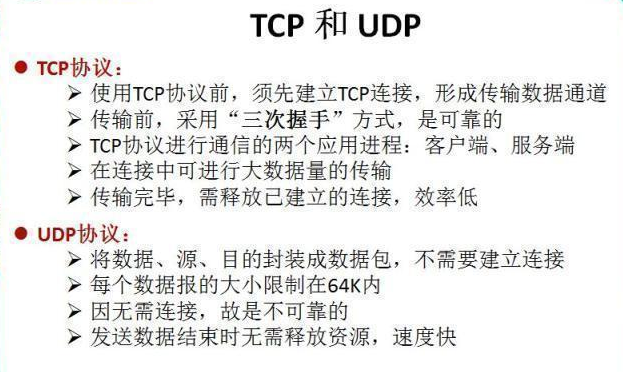 TCP 和 UDP
● TCP协议：
➢ 使用TCP协议前，须先建立TCP连接，形成传输数据通道
➢ 传输前，采用“三次握手”方式，是可靠的
➢ TCP协议进行通信的两个应用进程：客户端、服务端
➢ 在连接中可进行大数据量的传输
➢ 传输完毕，需释放已建立的连接，效率低
● UDP协议：
➢ 将数据、源、目的封装成数据包，不需要建立连接
➢ 每个数据报的大小限制在64K内
➢ 因无需连接，故是不可靠的
➢ 发送数据结束时无需释放资源，速度快